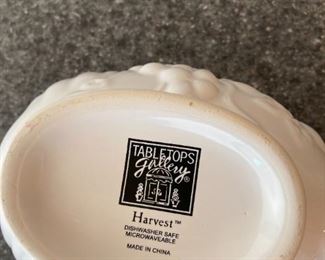 TABLETOPS
gallery®
Harvest™
DISHWASHER SAFE
MICROWAVEABLE
MADE IN CHINA